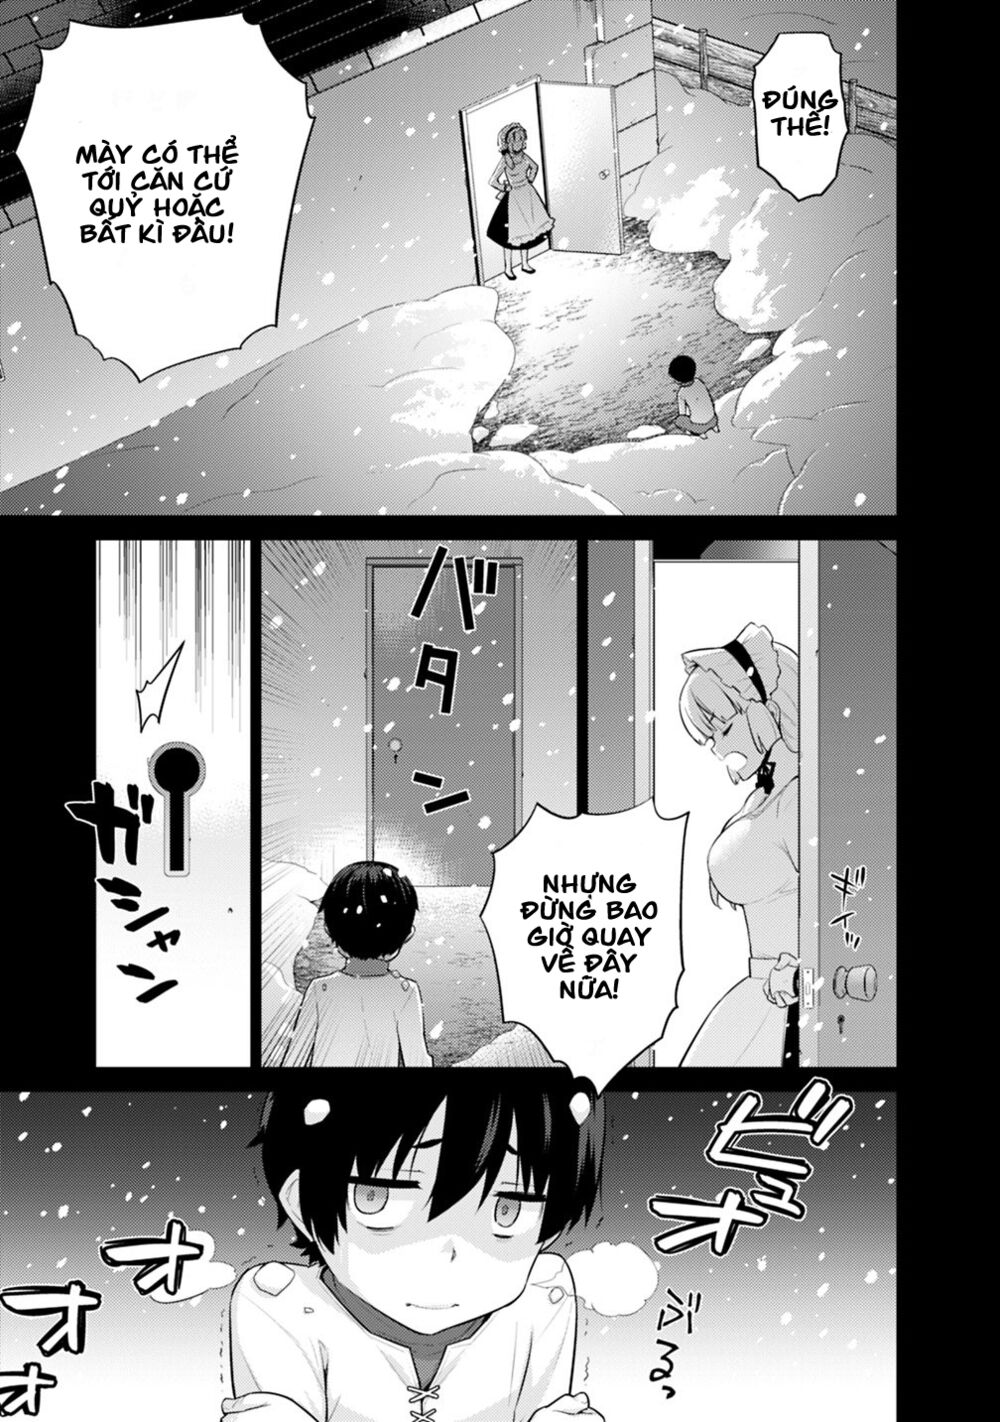 ĐÚNG
THẾ!
MÀY CÓ THỂ
TỚI CĂN CỨ
QUỶ HOẶC
BẤT KÌ ĐÂU!
ギイッ
NHƯNG
ĐỪNG BAO
GIỜ QUAY
VỀ ĐÂY
NỮA!
バタン
ガシャン
ビュオオオオ
ぶるっ